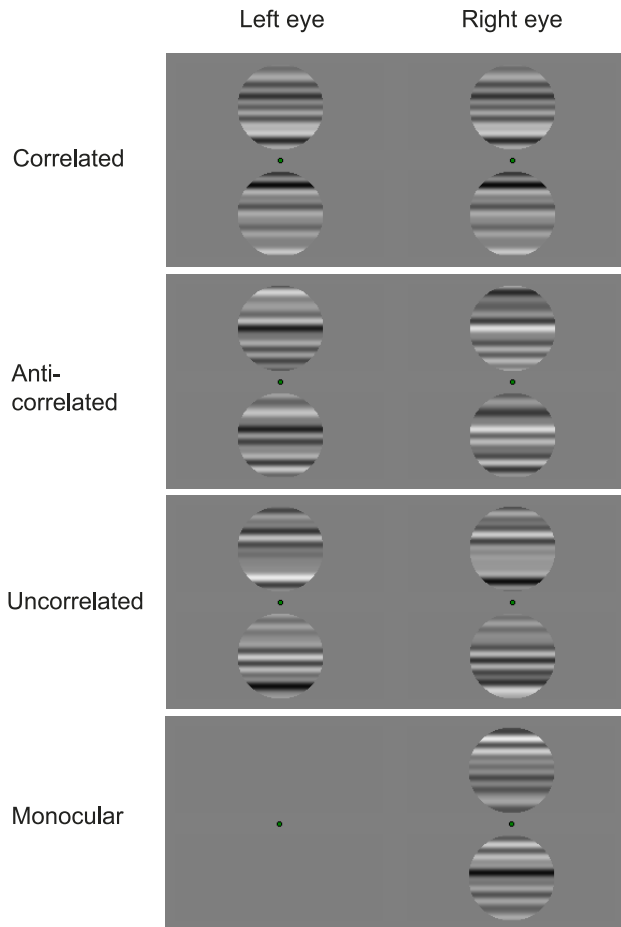 Left eye
Right eye
Correlated
Anti-
correlated
Uncorrelated
Monocular